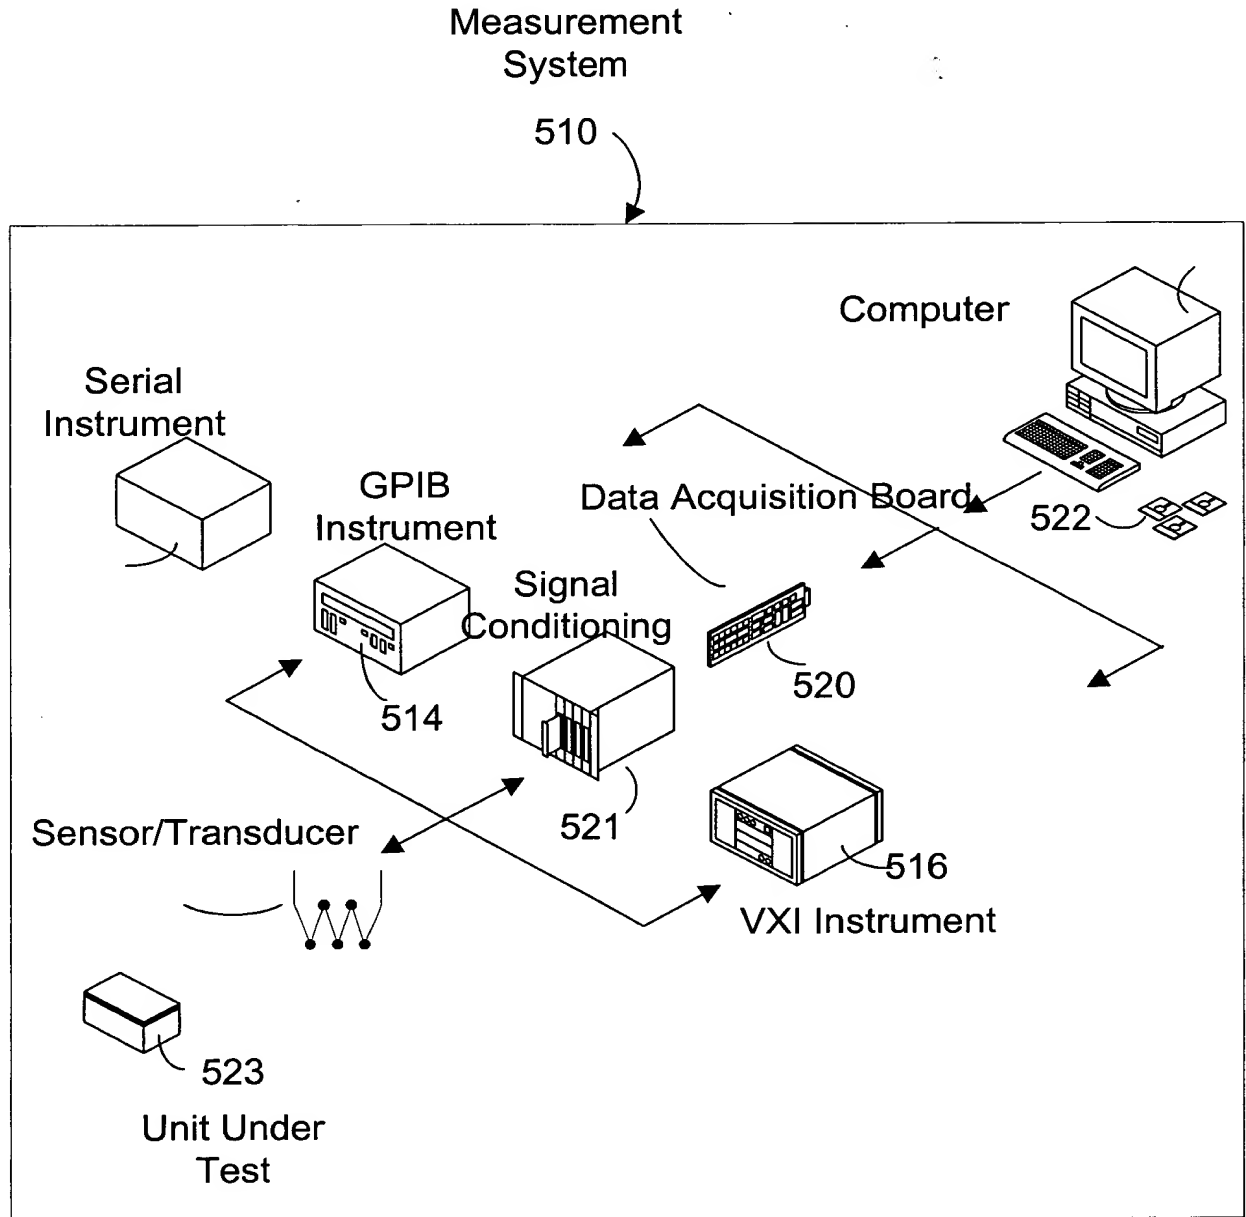 Measurement
System
510
Computer
Serial
Instrument
GPIB
Instrument
Data Acquisition Board
522
Signal
Conditioning
520
514
521
Sensor/Transducer
516
VXI Instrument
523
Unit Under
Test